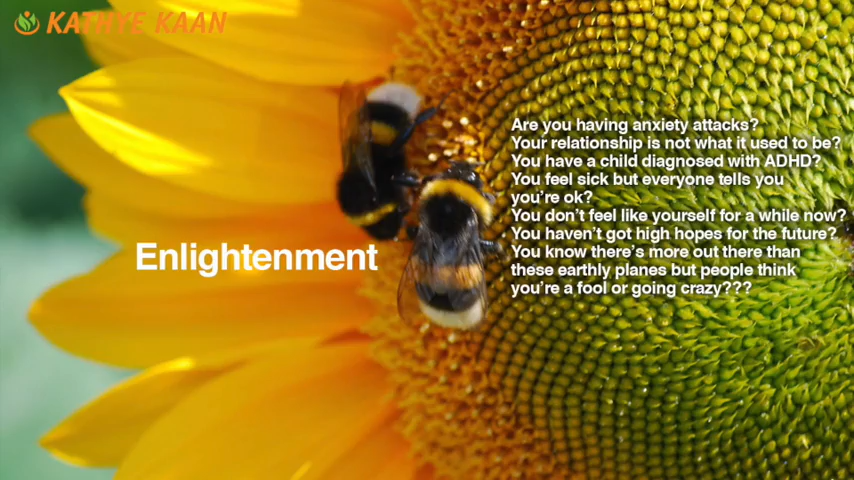 KATHYE KAAN
Enlightenment
Are you having anxiety attacks?
Your relationship is not what it used to be?
You have a child diagnosed with ADHD?
You feel sick but everyone tells you
you're ok?
You don't feel like yourself for a while now?
You haven't got high hopes for the future?
You know there's more out there than
these earthly planes but people think
you're a fool or going crazy???